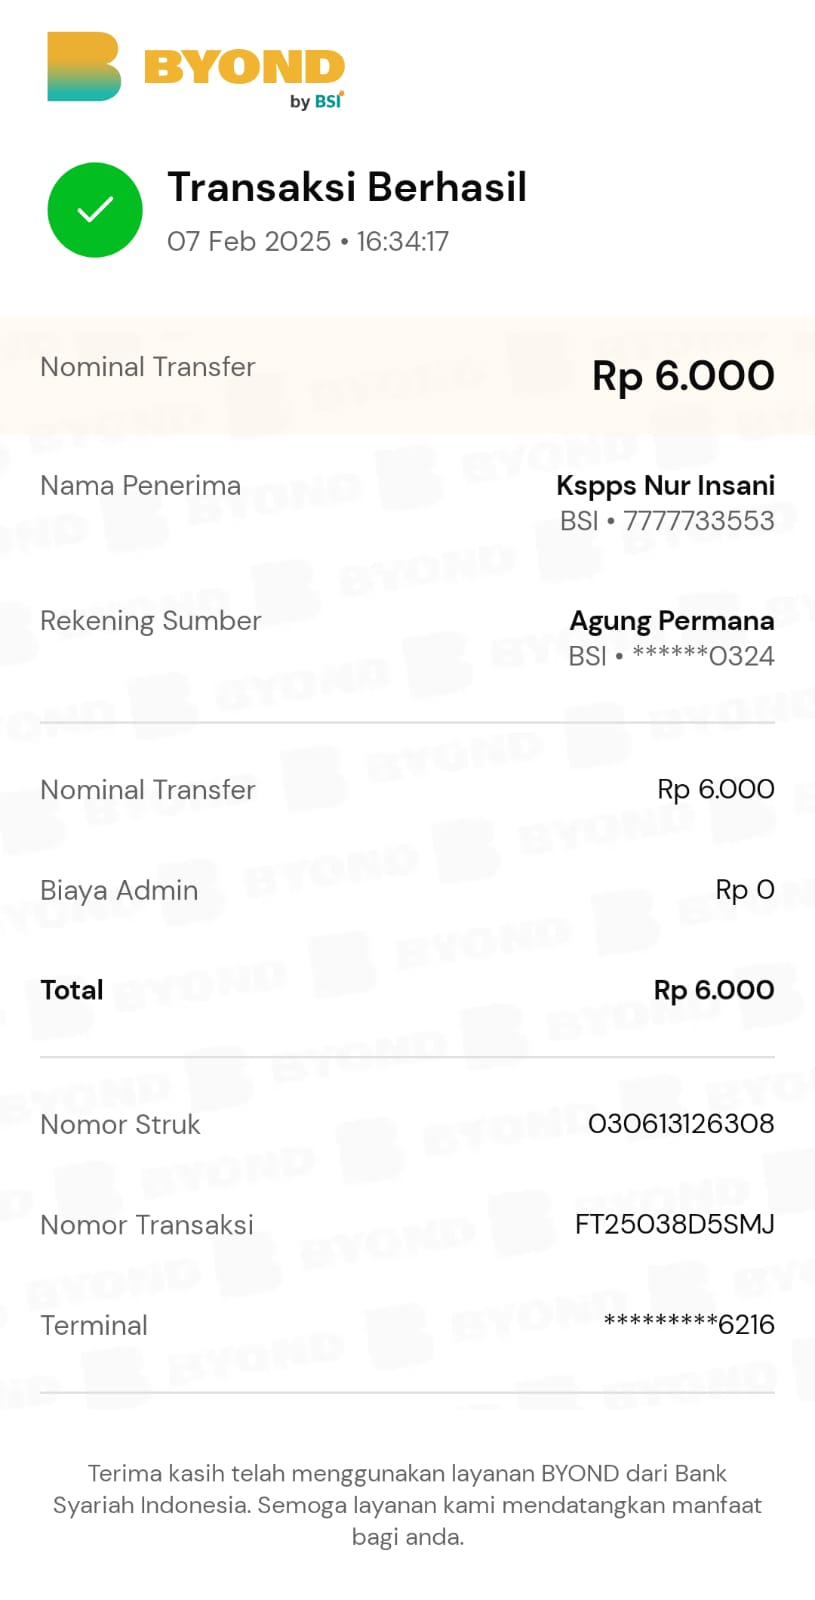 BYOND
by BSI
Transaksi Berhasil
07 Feb 2025 • 16:34:17
Nominal Transfer
Rp 6.000
Nama Penerima
Kspps Nur Insani
BSI • 7777733553
Rekening Sumber
Agung Permana
BSI • ******0324
Nominal Transfer
Rp 6.000
Biaya Admin
Rp 0
Total
Rp 6.000
Nomor Struk
030613126308
Nomor Transaksi
FT25038D5SMJ
Terminal
*********6216
Terima kasih telah menggunakan layanan BYOND dari Bank
Syariah Indonesia. Semoga layanan kami mendatangkan manfaat
bagi anda.